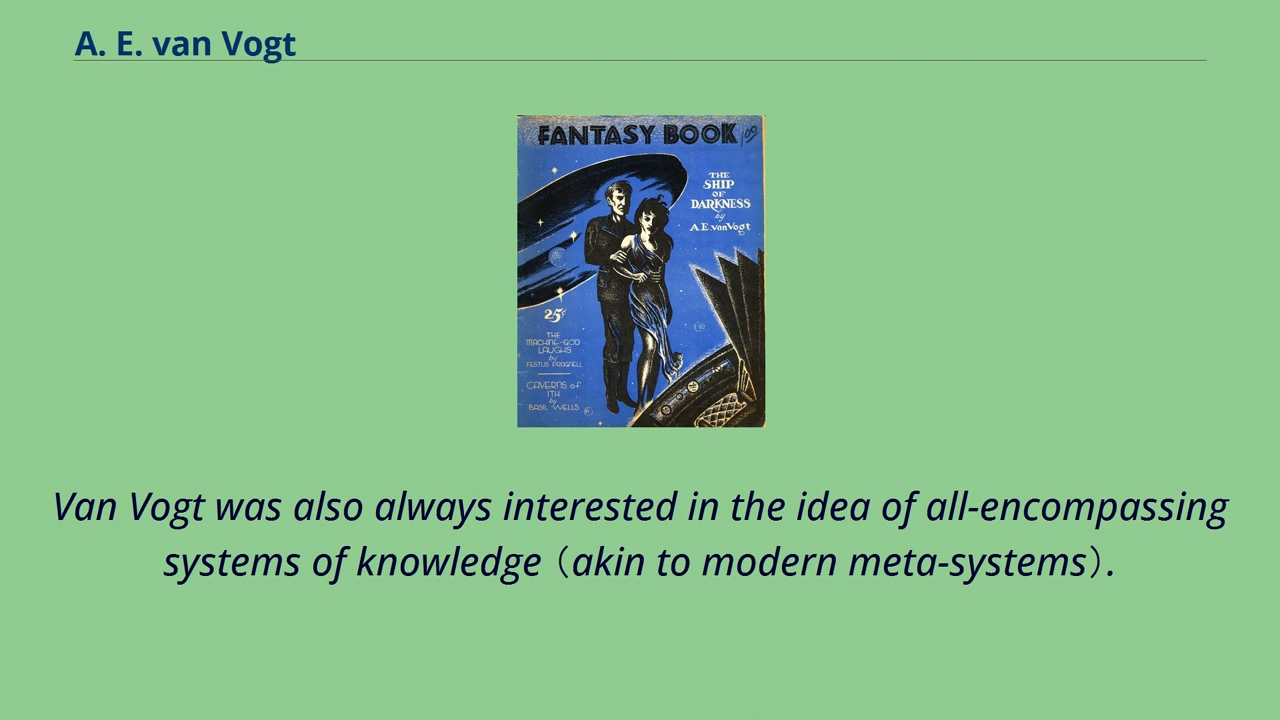 A. E. van Vogt
FANTASY BOOK
100
THE
SHIP
OF
DARKNESS
by
A.E. van Vogt
25¢
THE
MACHINE-GOD
LAUGHS
by
FESTUS PRAGNELL
CAVERNS of
ITH
by
BASIL WELLS
Van Vogt was also always interested in the idea of all-encompassing
systems of knowledge（akin to modern meta-systems）.